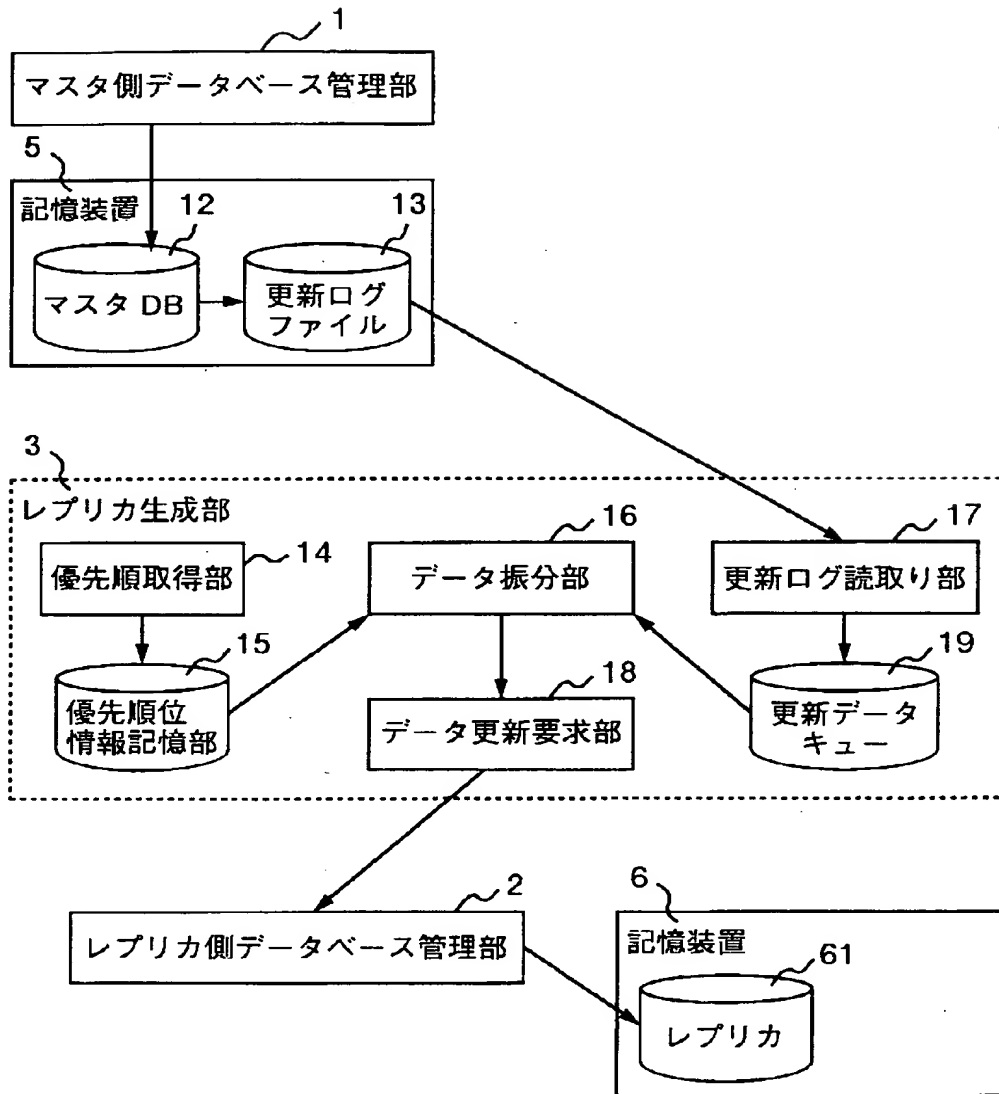 1
マスタ側データベース管理部
5
記憶装置
12
13
マスタ DB
更新ログ
ファイル
3
レプリカ生成部
14
16
17
優先順取得部
データ振分部
更新ログ読取り部
15
18
19
優先順位
情報記憶部
データ更新要求部
更新データ
キュー
2
6
レプリカ側データベース管理部
記憶装置
61
レプリカ